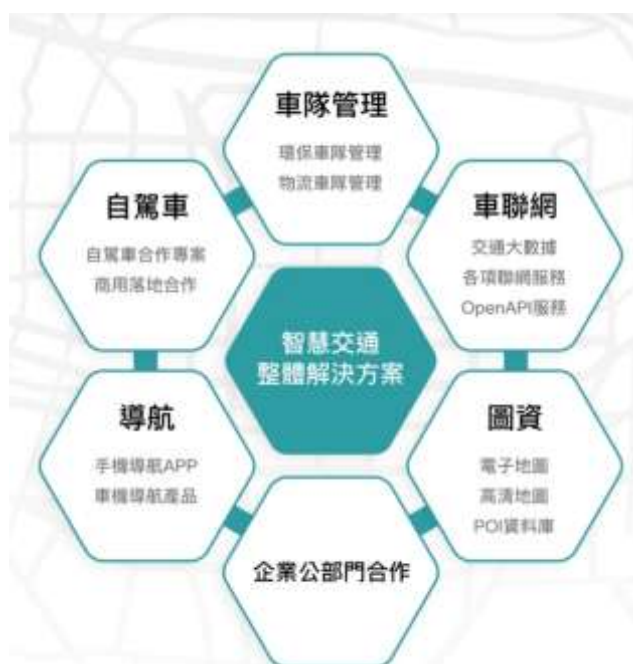 車隊管理
環保車隊管理
物流車隊管理
自駕車
自駕車合作專案
商用落地合作
車聯網
交通大數據
各項聯網服務
OpenAPI服務
智慧交通
整體解決方案
導航
手機導航APP
車機導航產品
圖資
電子地圖
高清地圖
POI資料庫
企業公部門合作